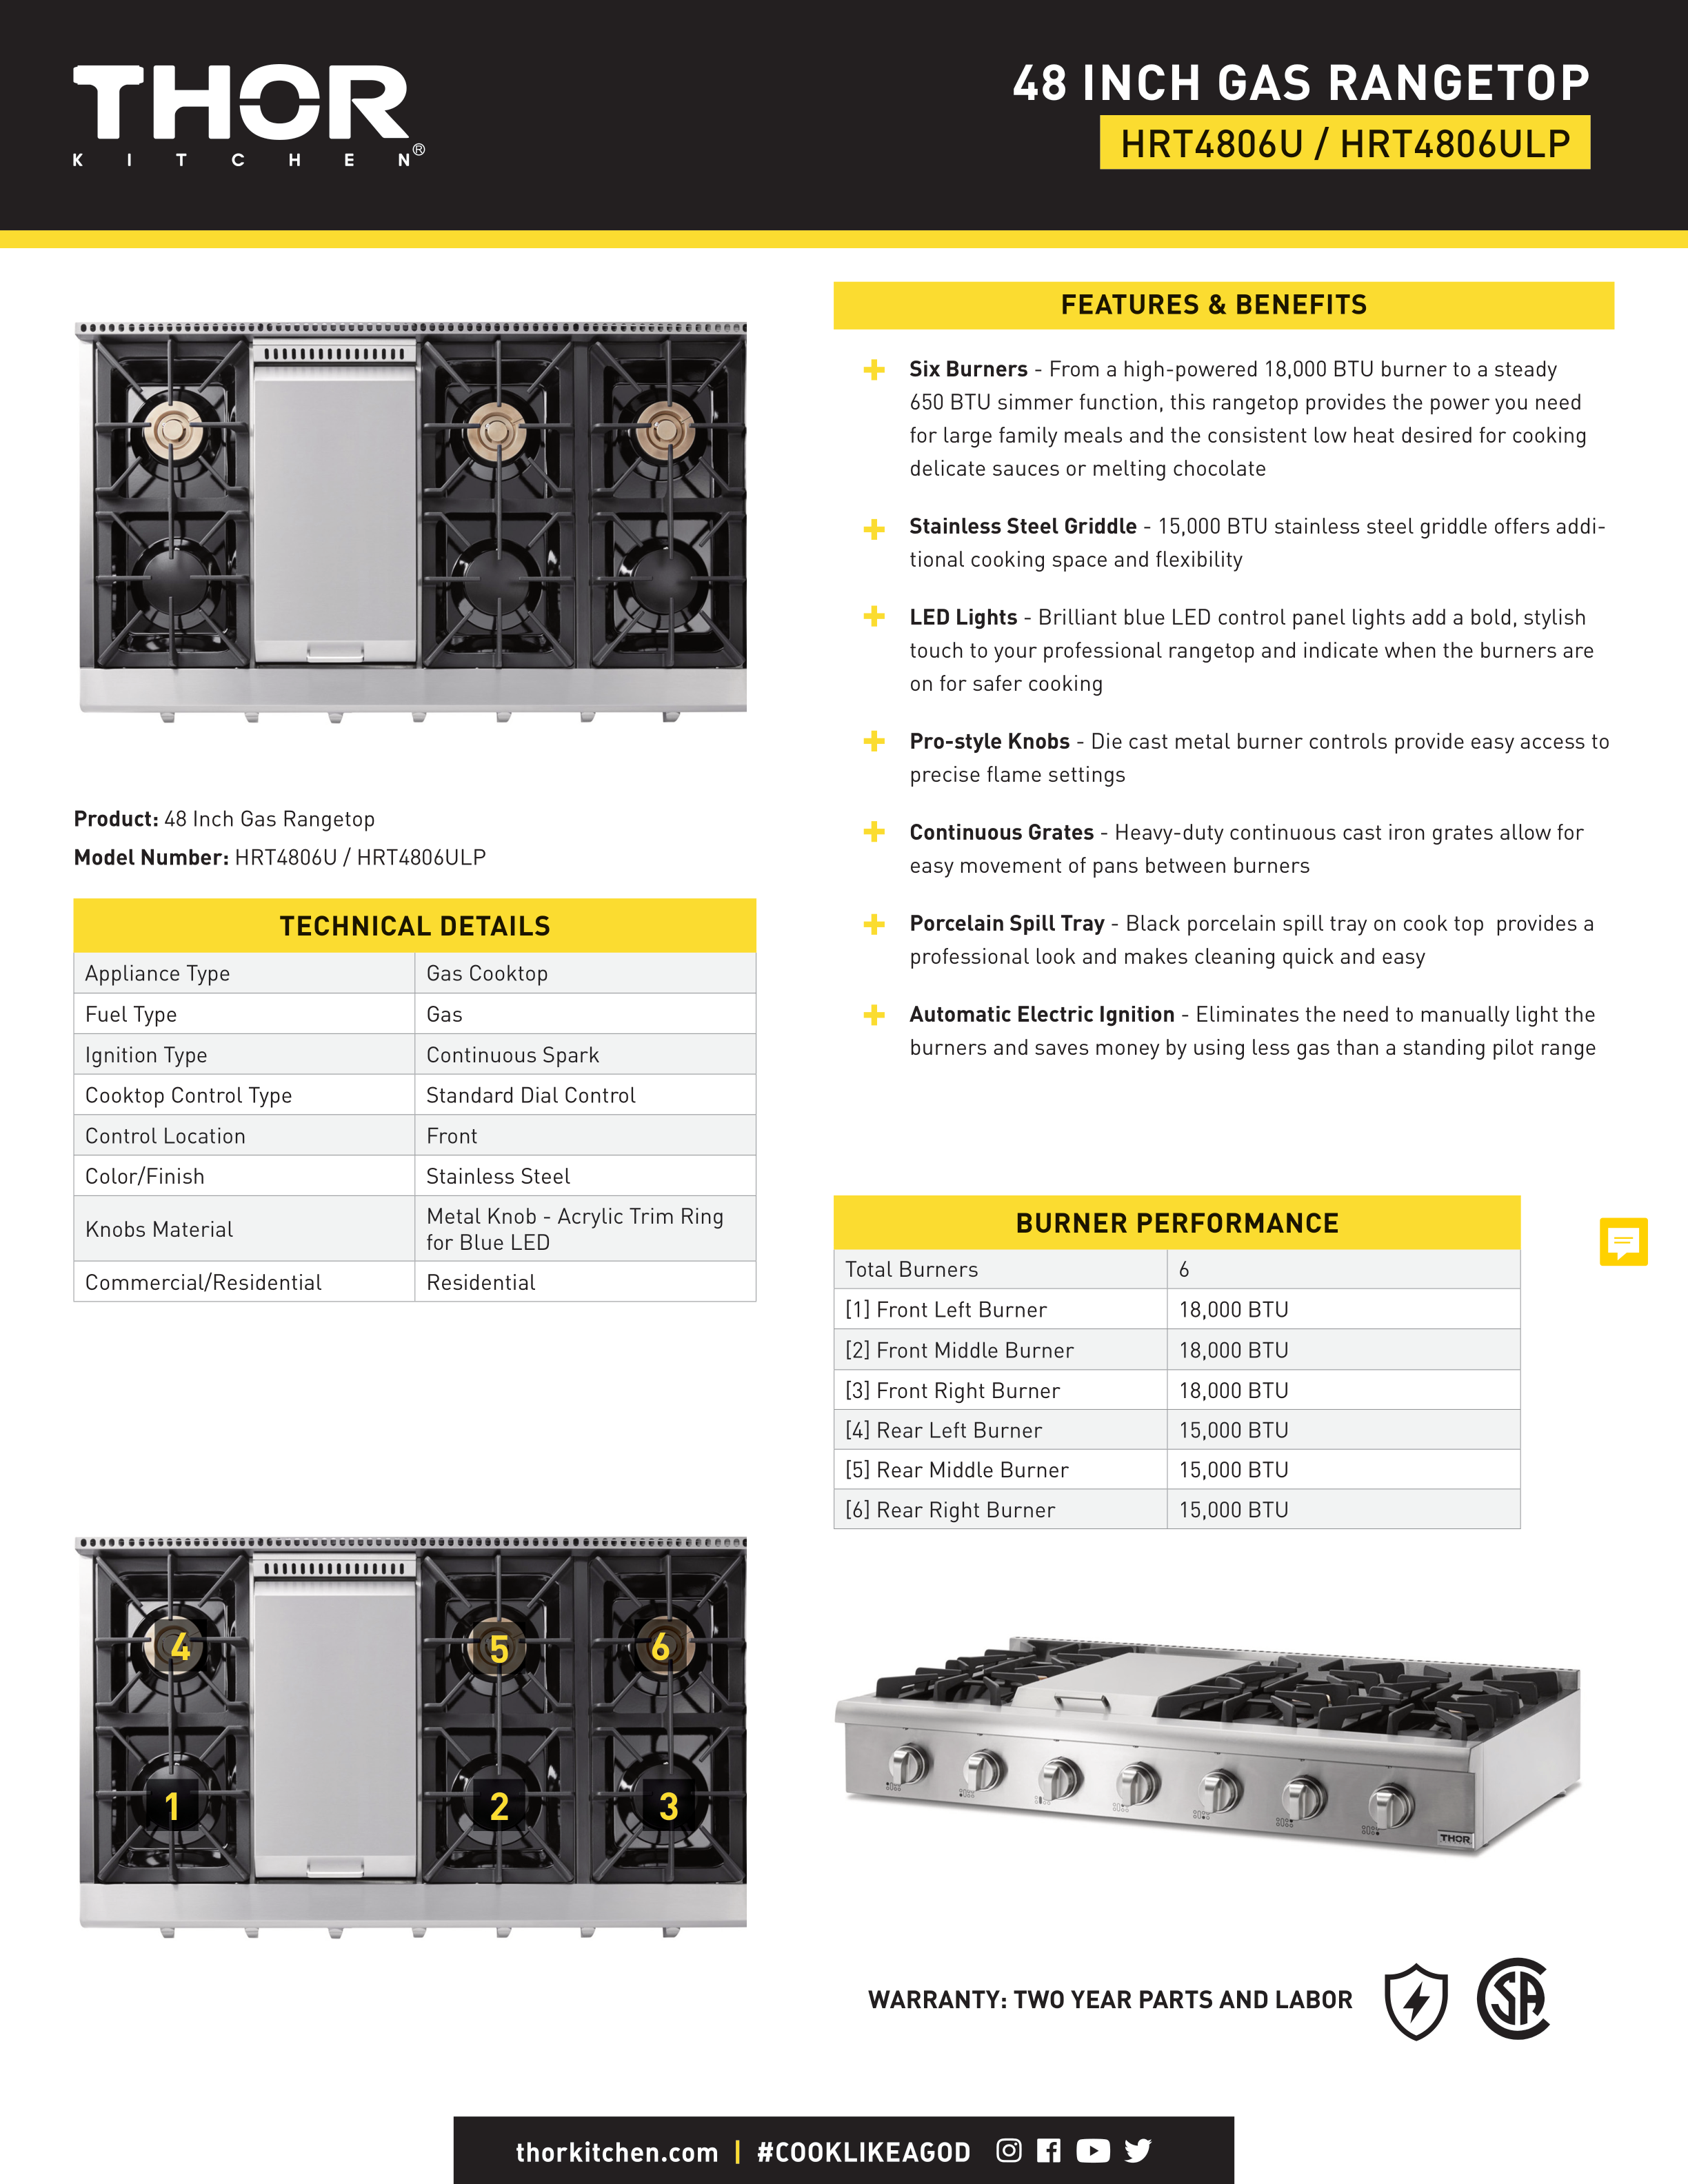 THOR
KITCHEN®
48 INCH GAS RANGETOP
HRT4806U / HRT4806ULP
Product: 48 Inch Gas Rangetop
Model Number: HRT4806U / HRT4806ULP
TECHNICAL DETAILS
Appliance Type Gas Cooktop
Fuel Type Gas
Ignition Type Continuous Spark
Cooktop Control Type Standard Dial Control
Control Location Front
Color/Finish Stainless Steel
Knobs Material Metal Knob - Acrylic Trim Ring
for Blue LED
Commercial/Residential Residential
4 5 6
1 2 3
FEATURES & BENEFITS
Six Burners - From a high-powered 18,000 BTU burner to a steady
650 BTU simmer function, this rangetop provides the power you need
for large family meals and the consistent low heat desired for cooking
delicate sauces or melting chocolate
Stainless Steel Griddle - 15,000 BTU stainless steel griddle offers addi-
tional cooking space and flexibility
LED Lights - Brilliant blue LED control panel lights add a bold, stylish
touch to your professional rangetop and indicate when the burners are
on for safer cooking
Pro-style Knobs - Die cast metal burner controls provide easy access to
precise flame settings
Continuous Grates - Heavy-duty continuous cast iron grates allow for
easy movement of pans between burners
Porcelain Spill Tray - Black porcelain spill tray on cook top provides a
professional look and makes cleaning quick and easy
Automatic Electric Ignition - Eliminates the need to manually light the
burners and saves money by using less gas than a standing pilot range
BURNER PERFORMANCE
Total Burners 6
[1] Front Left Burner 18,000 BTU
[2] Front Middle Burner 18,000 BTU
[3] Front Right Burner 18,000 BTU
[4] Rear Left Burner 15,000 BTU
[5] Rear Middle Burner 15,000 BTU
[6] Rear Right Burner 15,000 BTU
THOR
WARRANTY: TWO YEAR PARTS AND LABOR
CSA
thorkitchen.com | #COOKLIKEAGOD